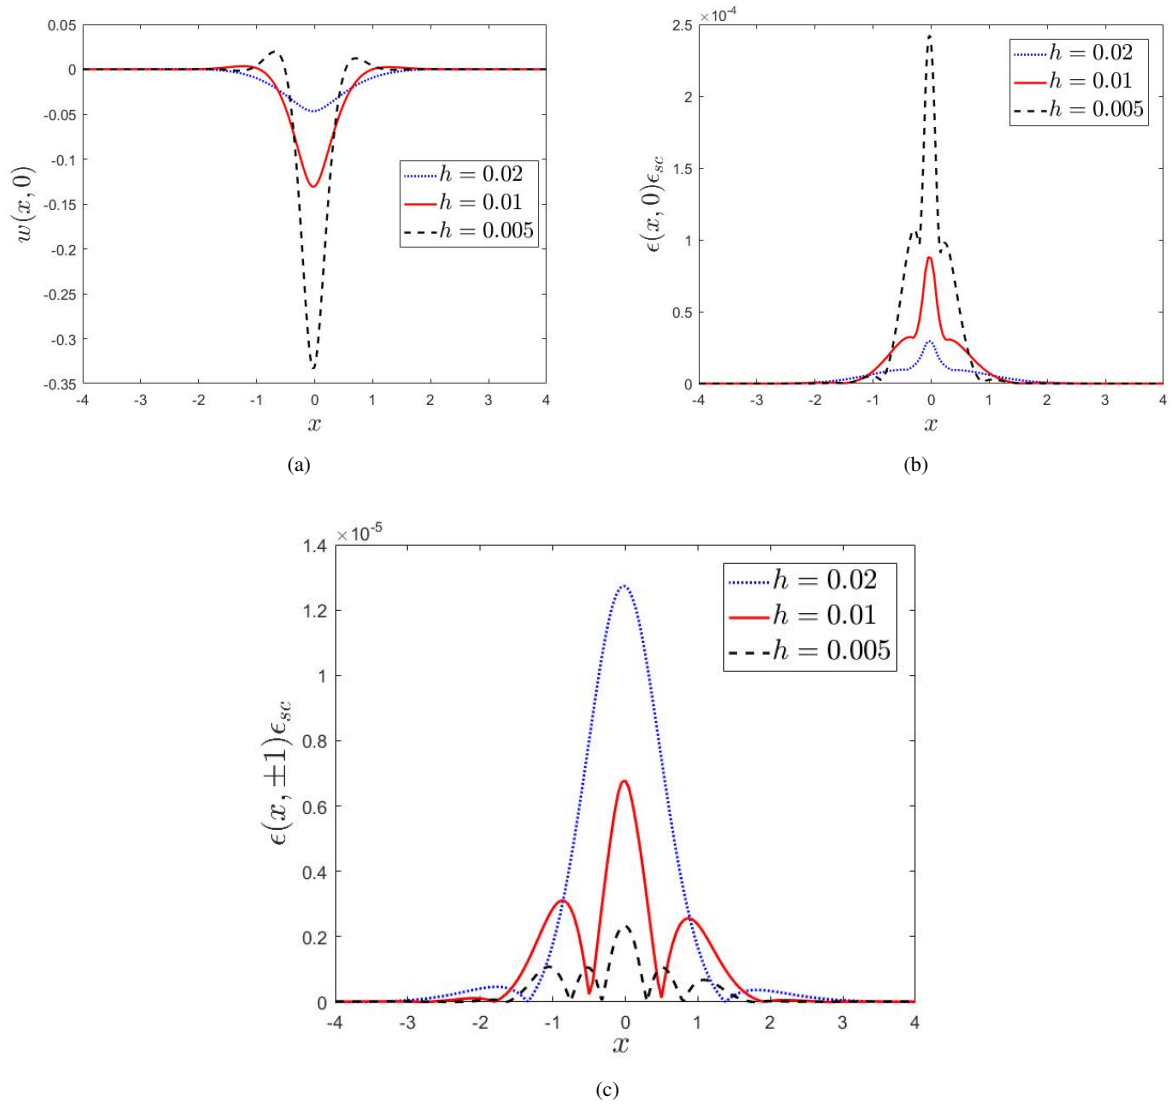 0.05
0
-0.05
-0.1
-0.15
-0.2
-0.25
-0.3
-0.35
-4 -3 -2 -1 0 1 2 3 4
w(x, 0)
x
h = 0.02
h = 0.01
h = 0.005
(a)
×10⁻⁴
2.5
2
1.5
1
0.5
0
-4 -3 -2 -1 0 1 2 3 4
ϵ(x, 0)ϵ_{sc}
x
h = 0.02
h = 0.01
h = 0.005
(b)
×10⁻⁵
1.4
1.2
1
0.8
0.6
0.4
0.2
0
-4 -3 -2 -1 0 1 2 3 4
ϵ(x, ±1)ϵ_{sc}
x
h = 0.02
h = 0.01
h = 0.005
(c)